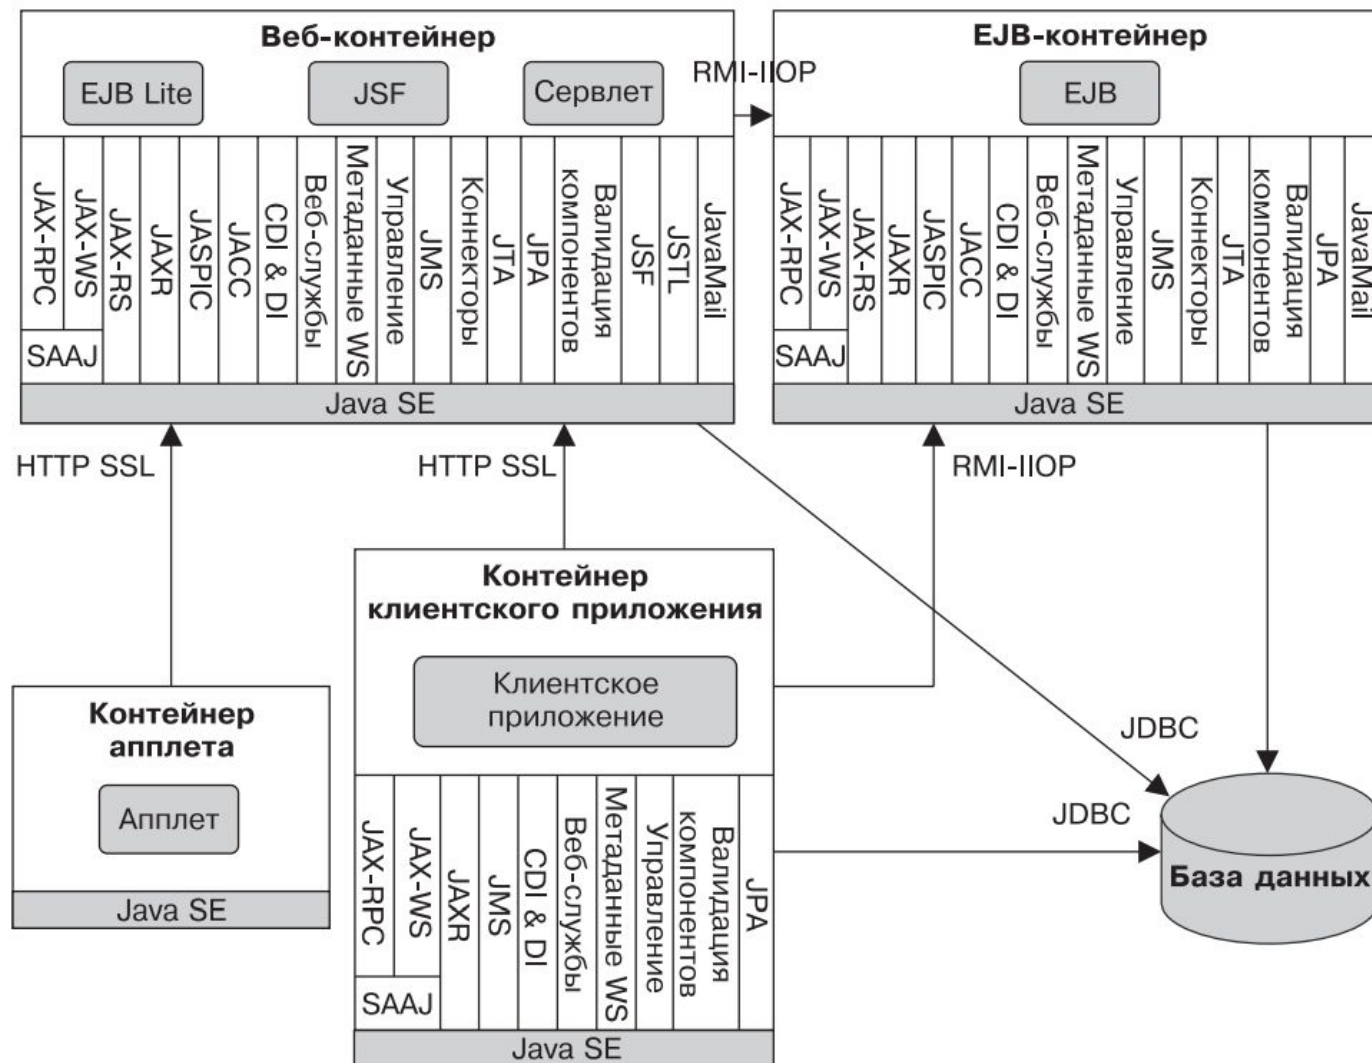 Веб-контейнер
EJB Lite
JSF
Сервлет
JAX-RPC
JAX-WS
SAAJ
JAX-RS
JAXR
JASPIC
JACC
CDI & DI
Веб-службы
Метаданные WS
Управление
JMS
Коннекторы
JTA
JPA
Валидация
компонентов
JSF
JSTL
JavaMail
Java SE
RMI-IIOP
EJB-контейнер
EJB
JAX-RPC
JAX-WS
SAAJ
JAX-RS
JAXR
JASPIC
JACC
CDI & DI
Веб-службы
Метаданные WS
Управление
JMS
Коннекторы
JTA
Валидация
компонентов
JPA
JavaMail
Java SE
HTTP SSL
HTTP SSL
RMI-IIOP
Контейнер
апплета
Апплет
Java SE
Контейнер
клиентского приложения
Клиентское
приложение
JAX-RPC
JAX-WS
SAAJ
JAXR
JMS
CDI & DI
Веб-службы
Метаданные WS
Управление
Валидация
компонентов
JPA
Java SE
JDBC
JDBC
База данных